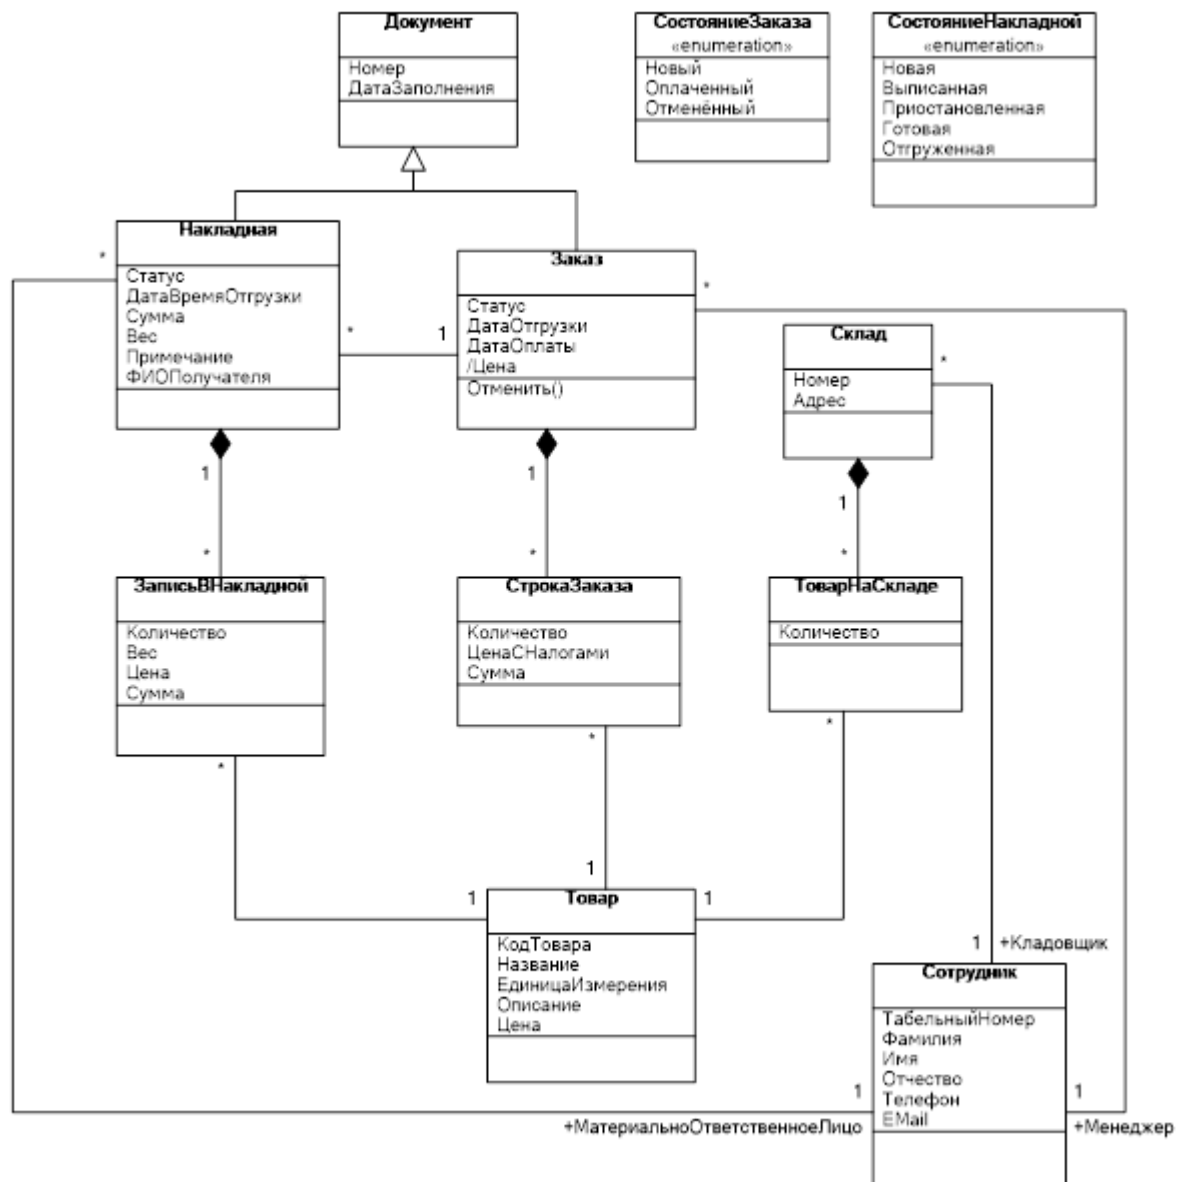 Документ
Номер
ДатаЗаполнения
СостояниеЗаказа
«enumeration»
Новый
Оплаченный
Отменённый
СостояниеНакладной
«enumeration»
Новая
Выписанная
Приостановленная
Готовая
Отгруженная
Накладная
Статус
ДатаВремяОтгрузки
Сумма
Вес
Примечание
ФИОПолучателя
*
*
1
Заказ
Статус
ДатаОтгрузки
ДатаОплаты
/Цена
Отменить()
*
Склад
Номер
Адрес
*
1
*
1
*
1
*
ЗаписьВНакладной
Количество
Вес
Цена
Сумма
СтрокаЗаказа
Количество
ЦенаСНалогами
Сумма
ТоварНаСкладе
Количество
*
*
*
1
1
1
Товар
КодТовара
Название
ЕдиницаИзмерения
Описание
Цена
1 +Кладовщик
Сотрудник
ТабельныйНомер
Фамилия
Имя
Отчество
Телефон
EMail
1
+МатериальноОтветственноеЛицо
1
+Менеджер